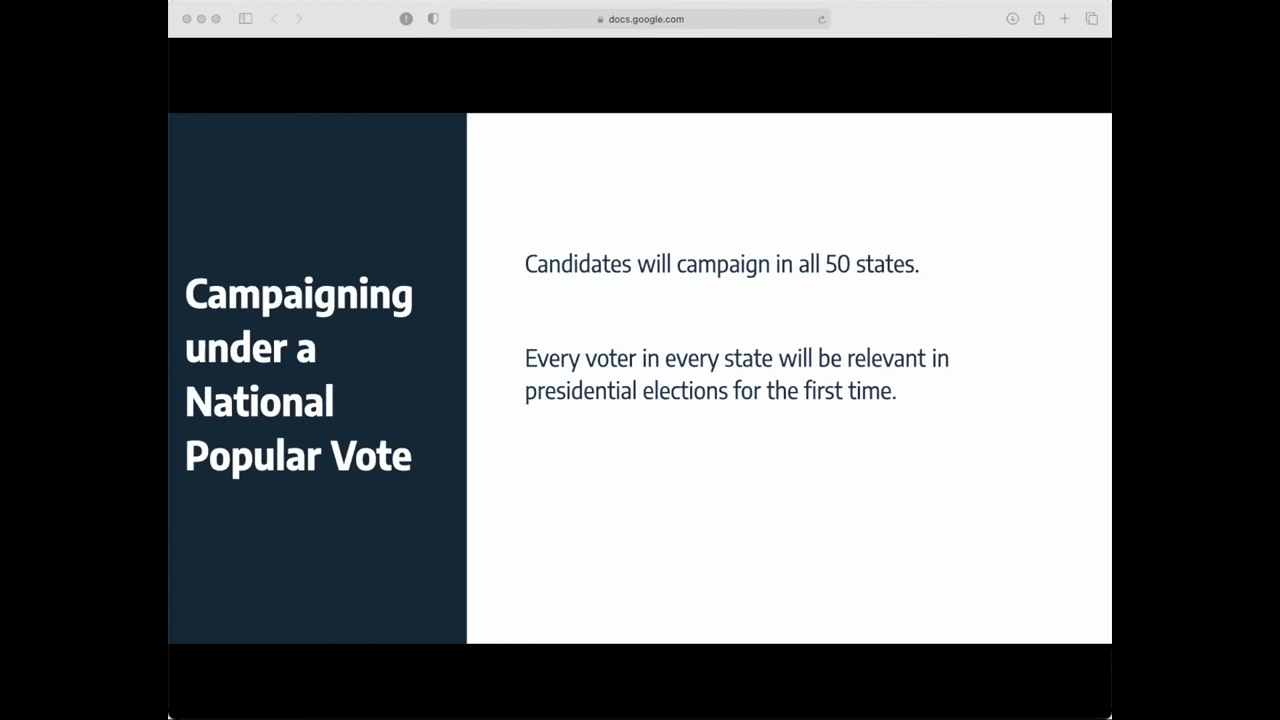 docs.google.com
Campaigning
under a
National
Popular Vote
Candidates will campaign in all 50 states.
Every voter in every state will be relevant in
presidential elections for the first time.